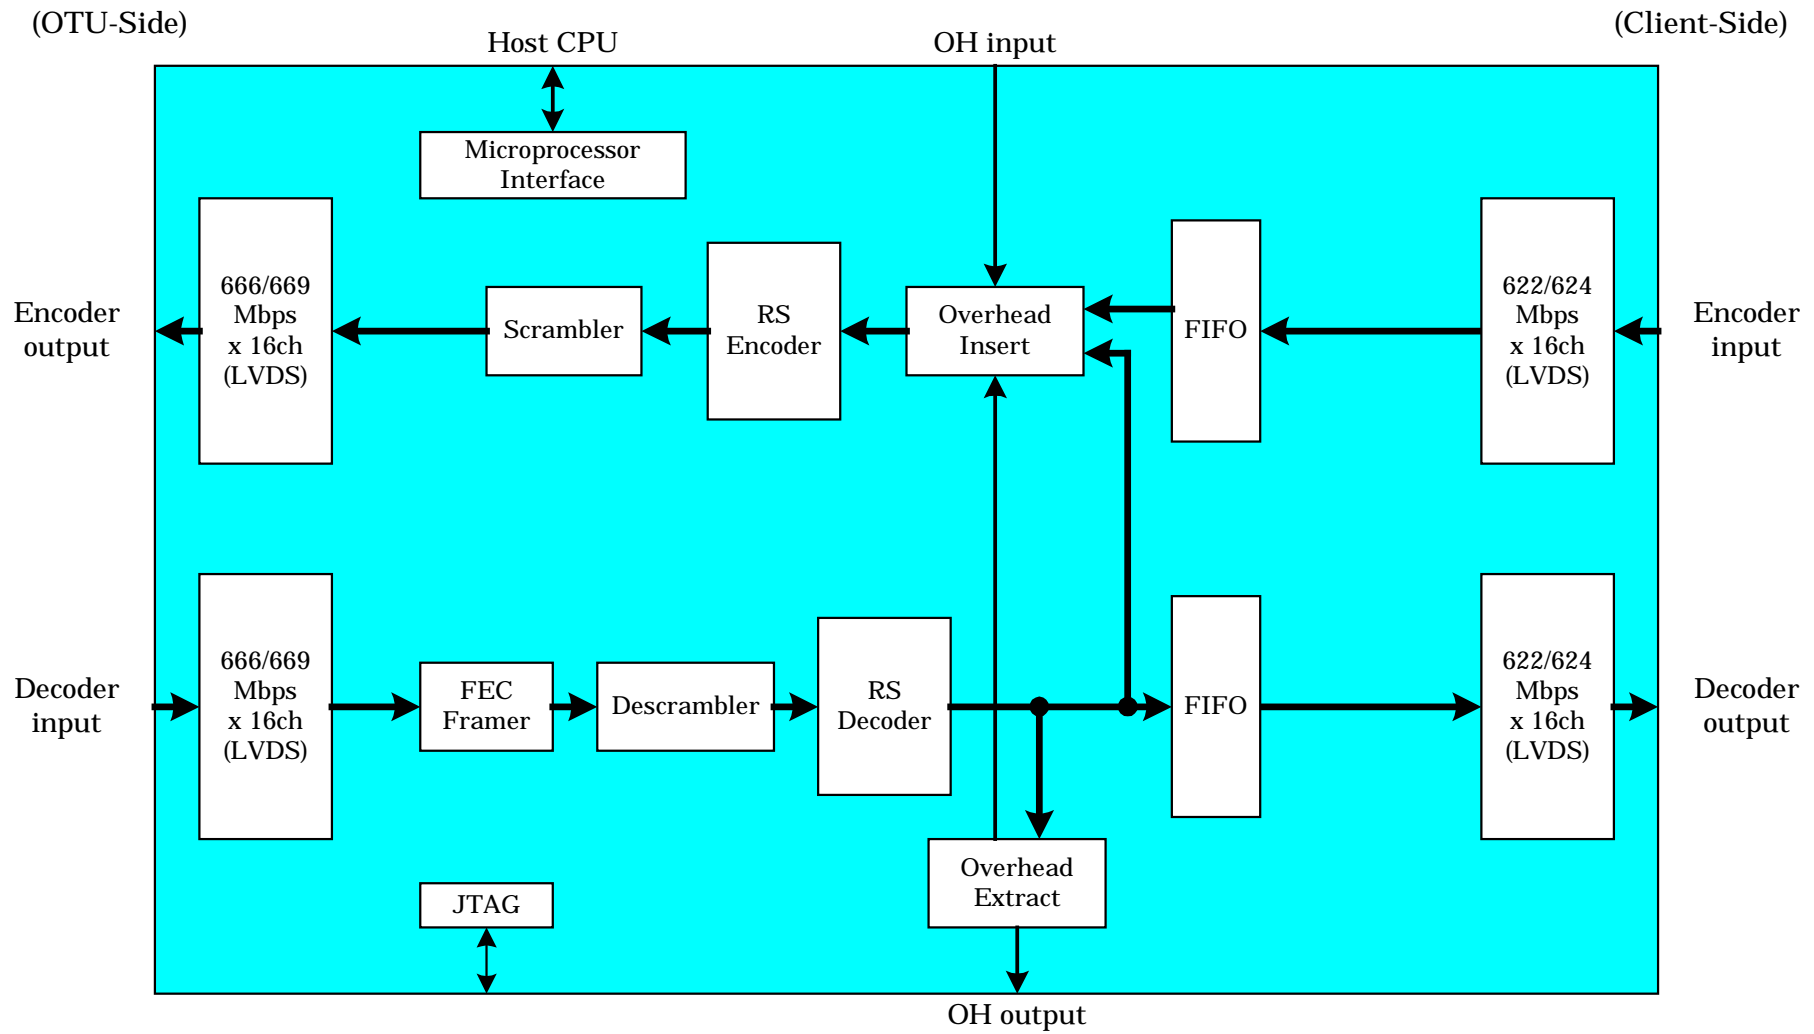 (OTU-Side)
(Client-Side)
Host CPU
OH input
Microprocessor
Interface
Encoder
output
666/669
Mbps
x 16ch
(LVDS)
Scrambler
RS
Encoder
Overhead
Insert
FIFO
622/624
Mbps
x 16ch
(LVDS)
Encoder
input
Decoder
input
666/669
Mbps
x 16ch
(LVDS)
FEC
Framer
Descrambler
RS
Decoder
FIFO
622/624
Mbps
x 16ch
(LVDS)
Decoder
output
Overhead
Extract
JTAG
OH output